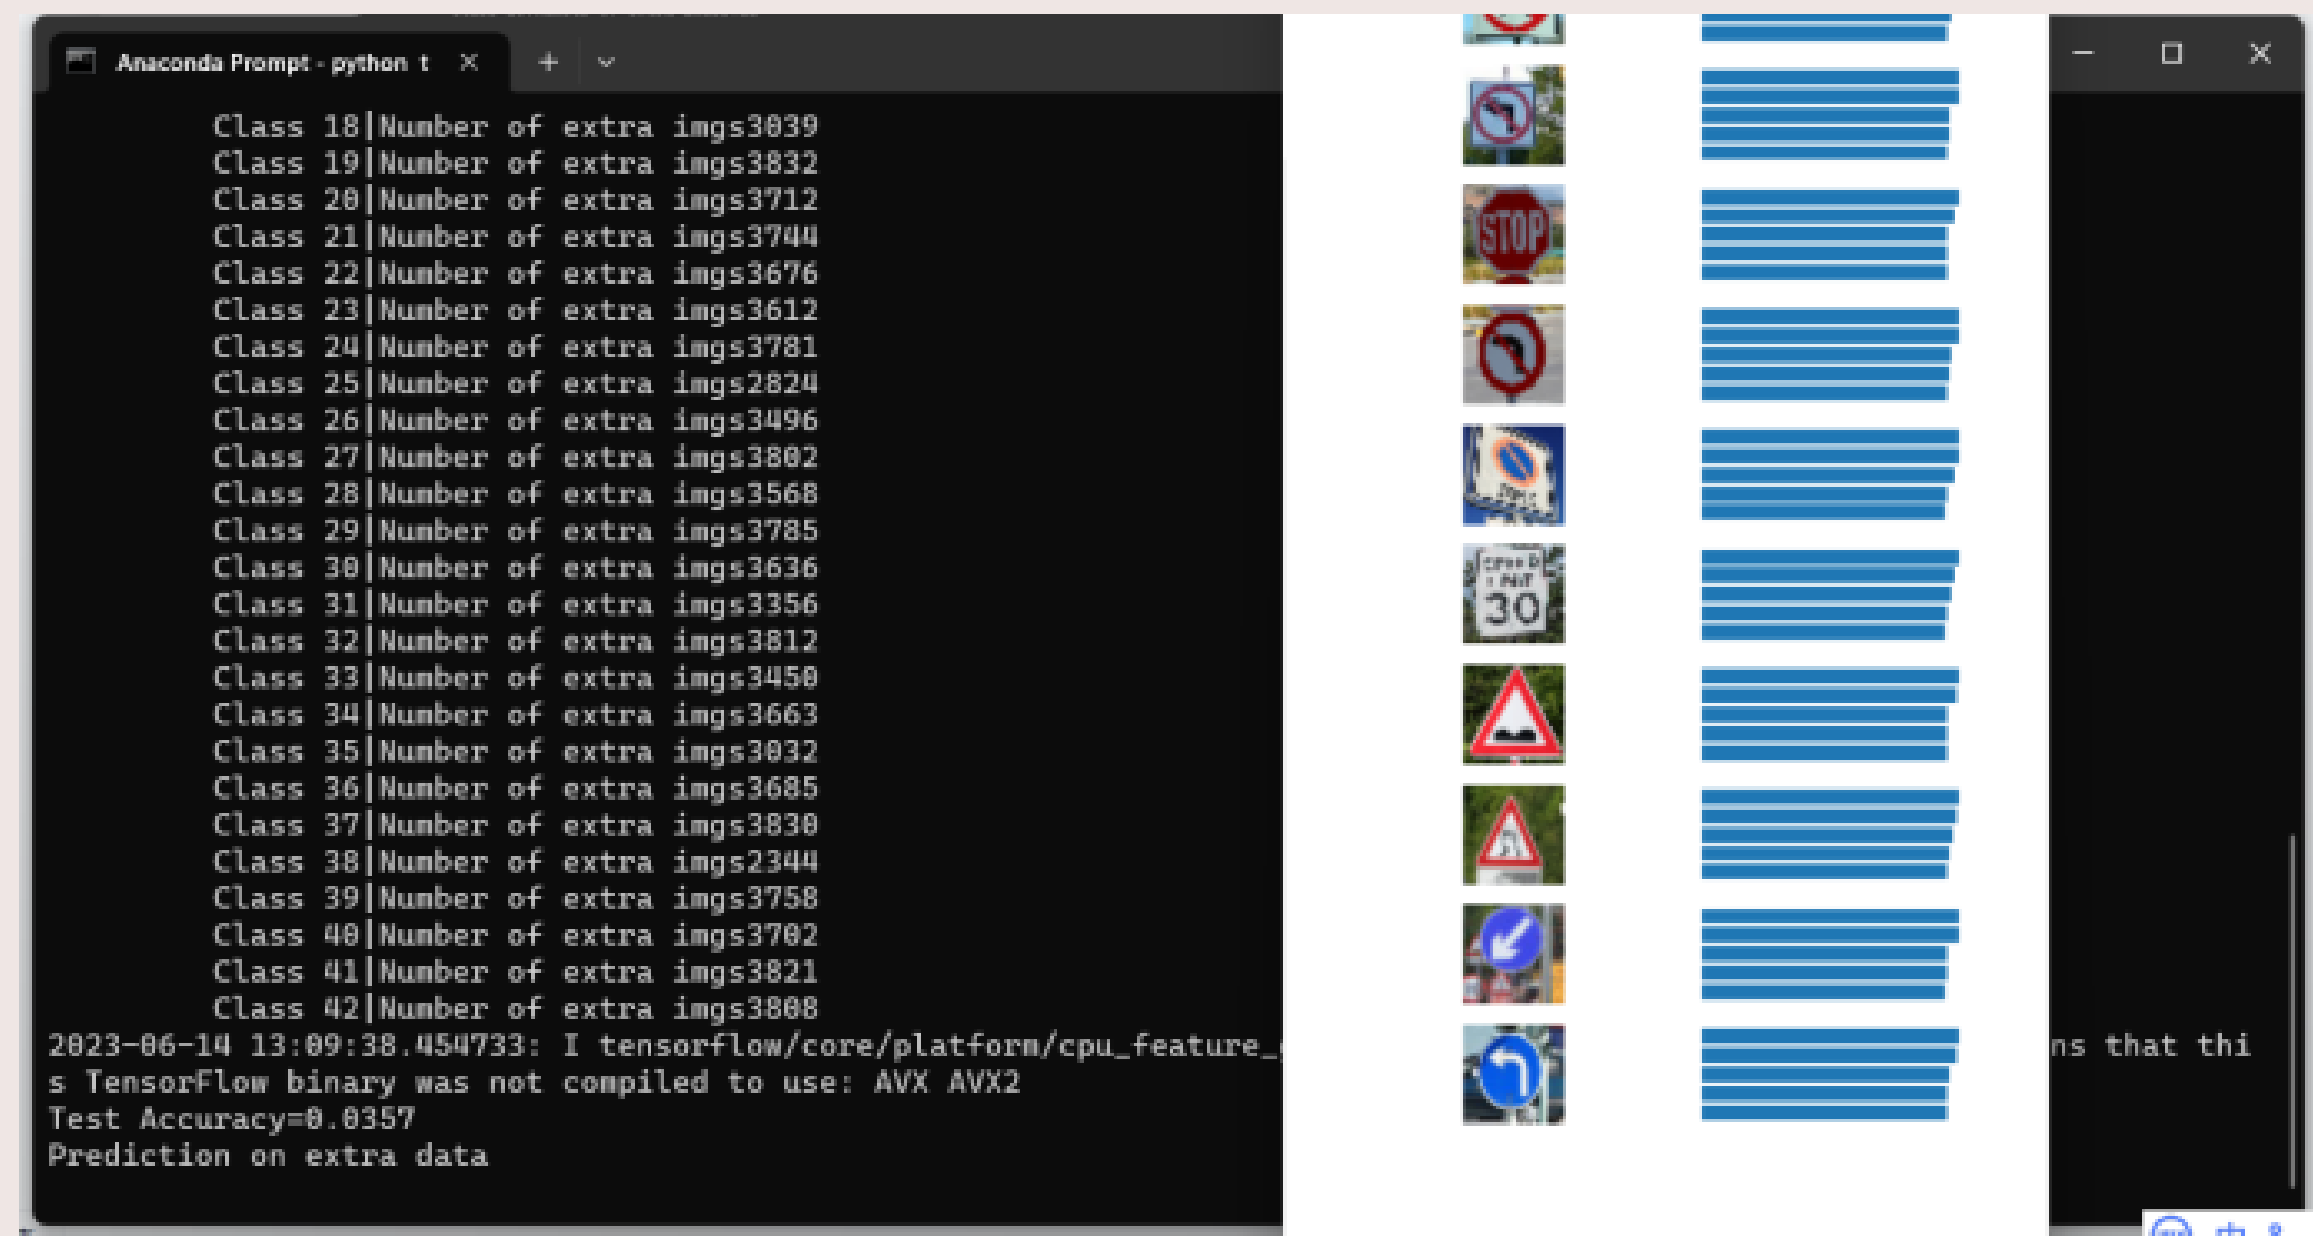 Anaconda Prompt - python t
Class 18|Number of extra imgs3039
Class 19|Number of extra imgs3832
Class 20|Number of extra imgs3712
Class 21|Number of extra imgs3744
Class 22|Number of extra imgs3676
Class 23|Number of extra imgs3612
Class 24|Number of extra imgs3781
Class 25|Number of extra imgs2824
Class 26|Number of extra imgs3496
Class 27|Number of extra imgs3802
Class 28|Number of extra imgs3568
Class 29|Number of extra imgs3785
Class 30|Number of extra imgs3636
Class 31|Number of extra imgs3356
Class 32|Number of extra imgs3812
Class 33|Number of extra imgs3450
Class 34|Number of extra imgs3663
Class 35|Number of extra imgs3032
Class 36|Number of extra imgs3685
Class 37|Number of extra imgs3830
Class 38|Number of extra imgs2344
Class 39|Number of extra imgs3758
Class 40|Number of extra imgs3702
Class 41|Number of extra imgs3821
Class 42|Number of extra imgs3808
2023-06-14 13:09:38.454733: I tensorflow/core/platform/cpu_feature_ ns that thi
s TensorFlow binary was not compiled to use: AVX AVX2
Test Accuracy=0.0357
Prediction on extra data
STOP
30